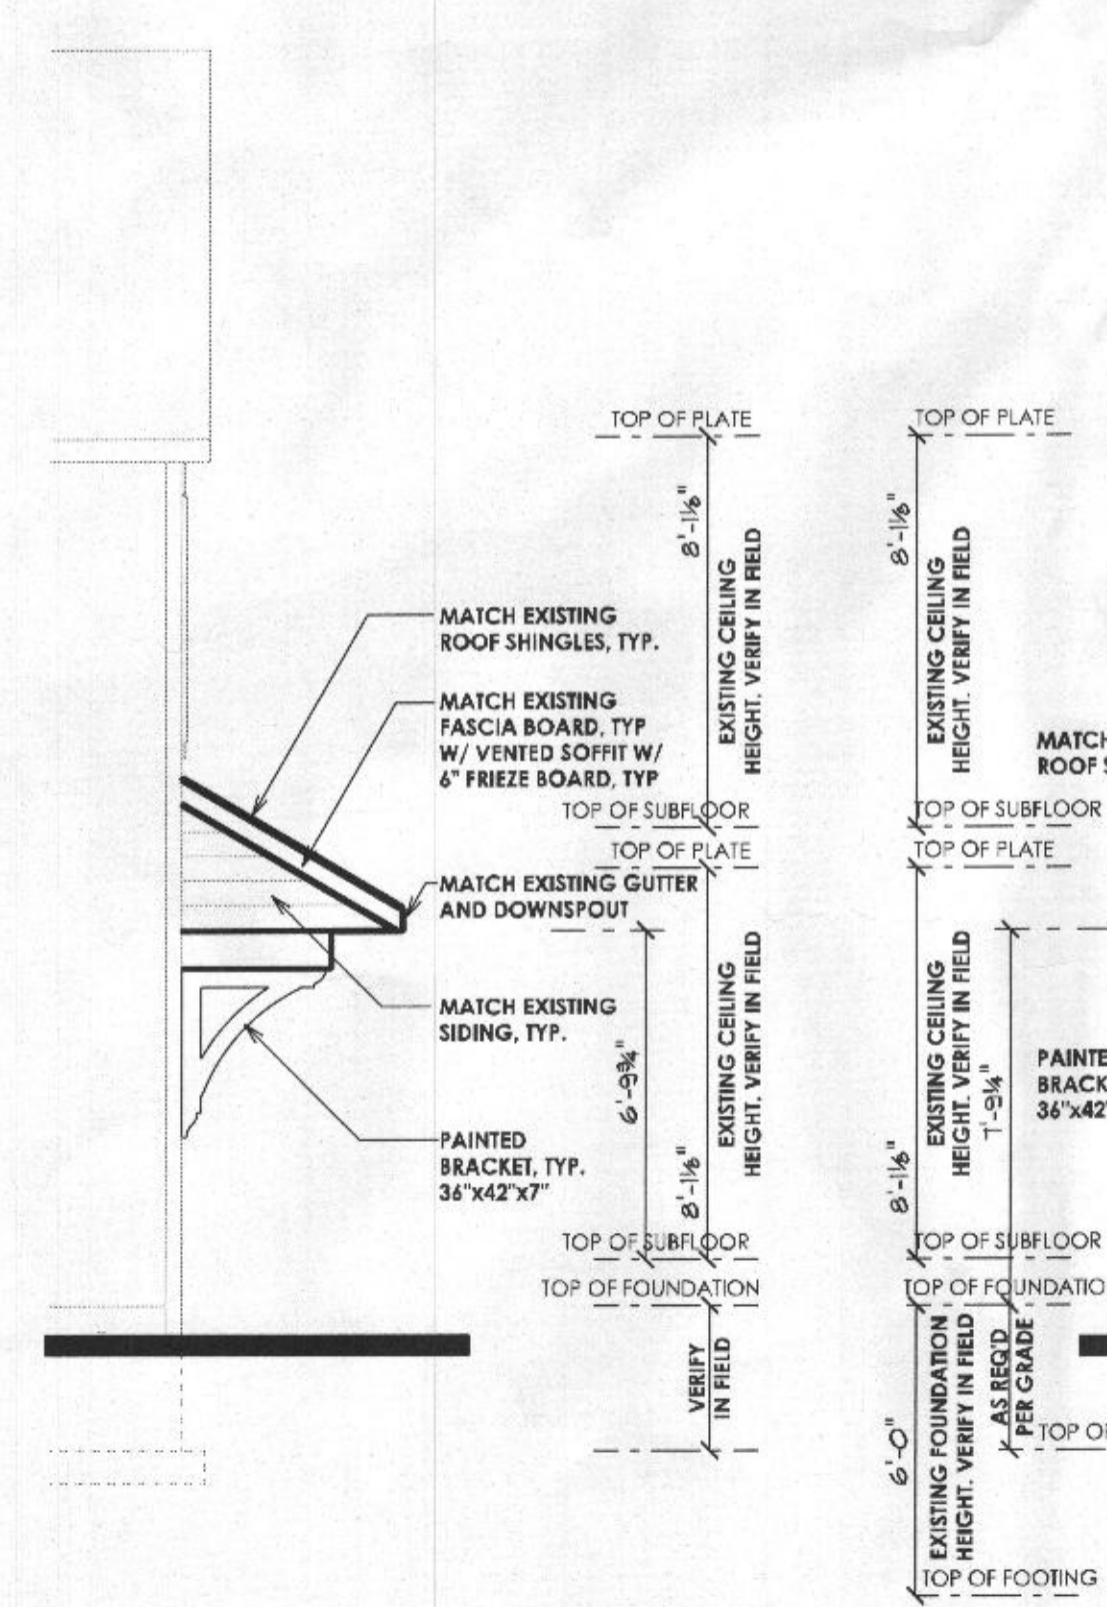 TOP OF PLATE
8'-1⅛"
EXISTING CEILING
HEIGHT. VERIFY IN FIELD
MATCH EXISTING
ROOF SHINGLES, TYP.
MATCH EXISTING
FASCIA BOARD, TYP
W/ VENTED SOFFIT W/
6" FRIEZE BOARD, TYP
TOP OF SUBFLOOR
TOP OF PLATE
MATCH EXISTING GUTTER
AND DOWNSPOUT
EXISTING CEILING
HEIGHT. VERIFY IN FIELD
MATCH EXISTING
SIDING, TYP.
6'-9¾"
8'-1⅛"
PAINTED
BRACKET, TYP.
36"x42"x7"
TOP OF SUBFLOOR
TOP OF FOUNDATION
VERIFY
IN FIELD
TOP OF PLATE
8'-1⅛"
EXISTING CEILING
HEIGHT. VERIFY IN FIELD
MATCH
ROOF S
TOP OF SUBFLOOR
TOP OF PLATE
EXISTING CEILING
HEIGHT. VERIFY IN FIELD
7'-9¼"
8'-1⅛"
PAINTE
BRACK
36"x42"
TOP OF SUBFLOOR
TOP OF FOUNDATIO
EXISTING FOUNDATION
HEIGHT. VERIFY IN FIELD
6'-0"
AS REQ'D
PER GRADE
TOP OF
TOP OF FOOTING